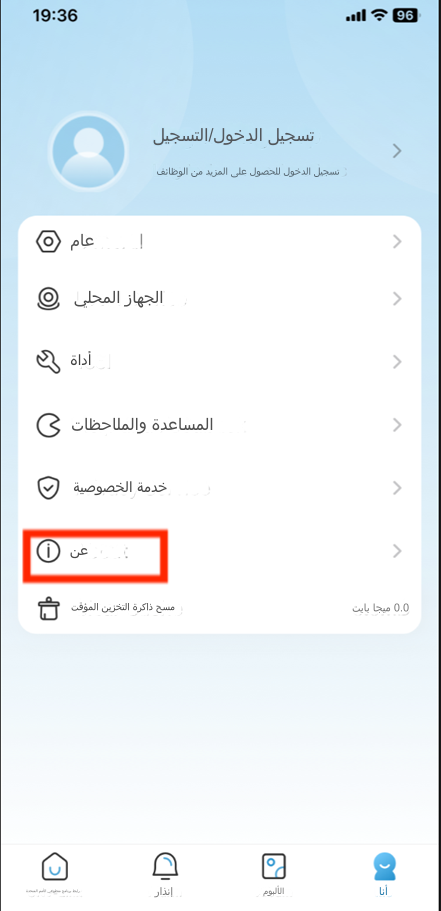 19:36
96
تسجيل الدخول/التسجيل
تسجيل الدخول للحصول على المزيد من الوظائف
عام
الجهاز المحلي
أداة
المساعدة والملاحظات
خدمة الخصوصية
عن
مسح ذاكرة التخزين المؤقت
0.0 ميجا بايت
إنذار
الألبوم
أنا